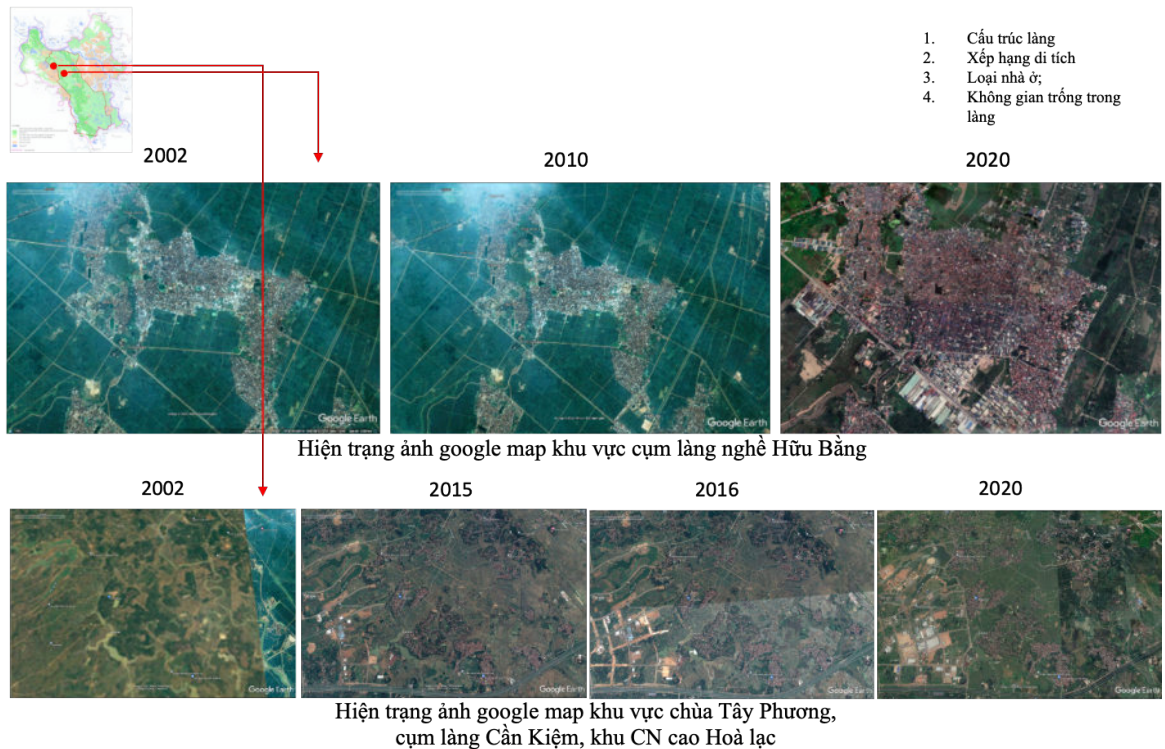 1. Cấu trúc làng
2. Xếp hạng di tích
3. Loại nhà ở;
4. Không gian trống trong
làng
2002
2010
2020
Google Earth
Google Earth
Google Earth
Hiện trạng ảnh google map khu vực cụm làng nghề Hữu Bằng
2002
2015
2016
2020
Google Earth
Google Earth
Google Earth
Google Earth
Hiện trạng ảnh google map khu vực chùa Tây Phương,
cụm làng Cần Kiệm, khu CN cao Hoà lạc